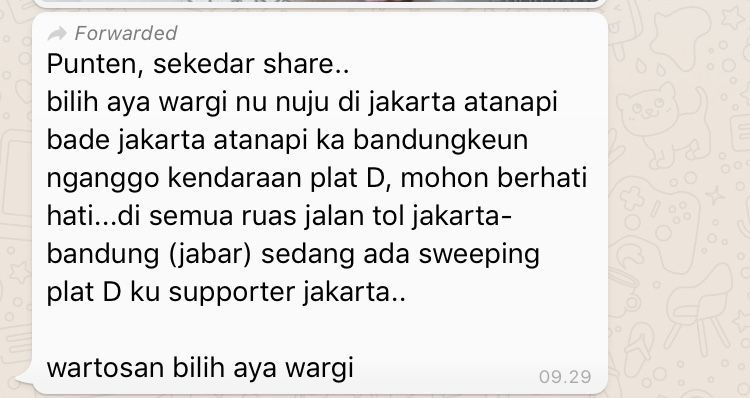 Forwarded
Punten, sekedar share..
bilih aya wargi nu nuju di jakarta atanapi
bade jakarta atanapi ka bandungkeun
nganggo kendaraan plat D, mohon berhati
hati...di semua ruas jalan tol jakarta-
bandung (jabar) sedang ada sweeping
plat D ku supporter jakarta..
wartosan bilih aya wargi
09.29